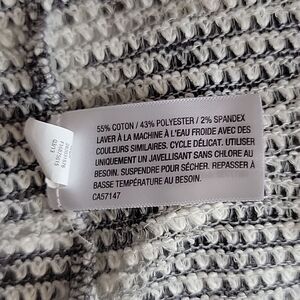 55% COTON / 43% POLYESTER / 2% SPANDEX
LAVER À LA MACHINE À L'EAU FROIDE AVEC DES
COULEURS SIMILAIRES. CYCLE DÉLICAT. UTILISER
UNIQUEMENT UN JAVELLISANT SANS CHLORE AU
BESOIN. SUSPENDRE POUR SÉCHER. REPASSER À
BASSE TEMPÉRATURE AU BESOIN.
CA57147